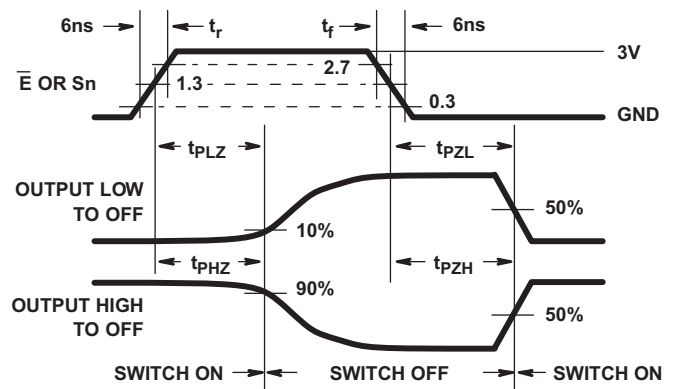 6ns tr tf 6ns
3V
E̅ OR Sn
2.7
1.3
0.3
GND
tPLZ tPZL
OUTPUT LOW
TO OFF
50%
10%
tPHZ tPZH
90%
OUTPUT HIGH
TO OFF
50%
SWITCH ON SWITCH OFF SWITCH ON